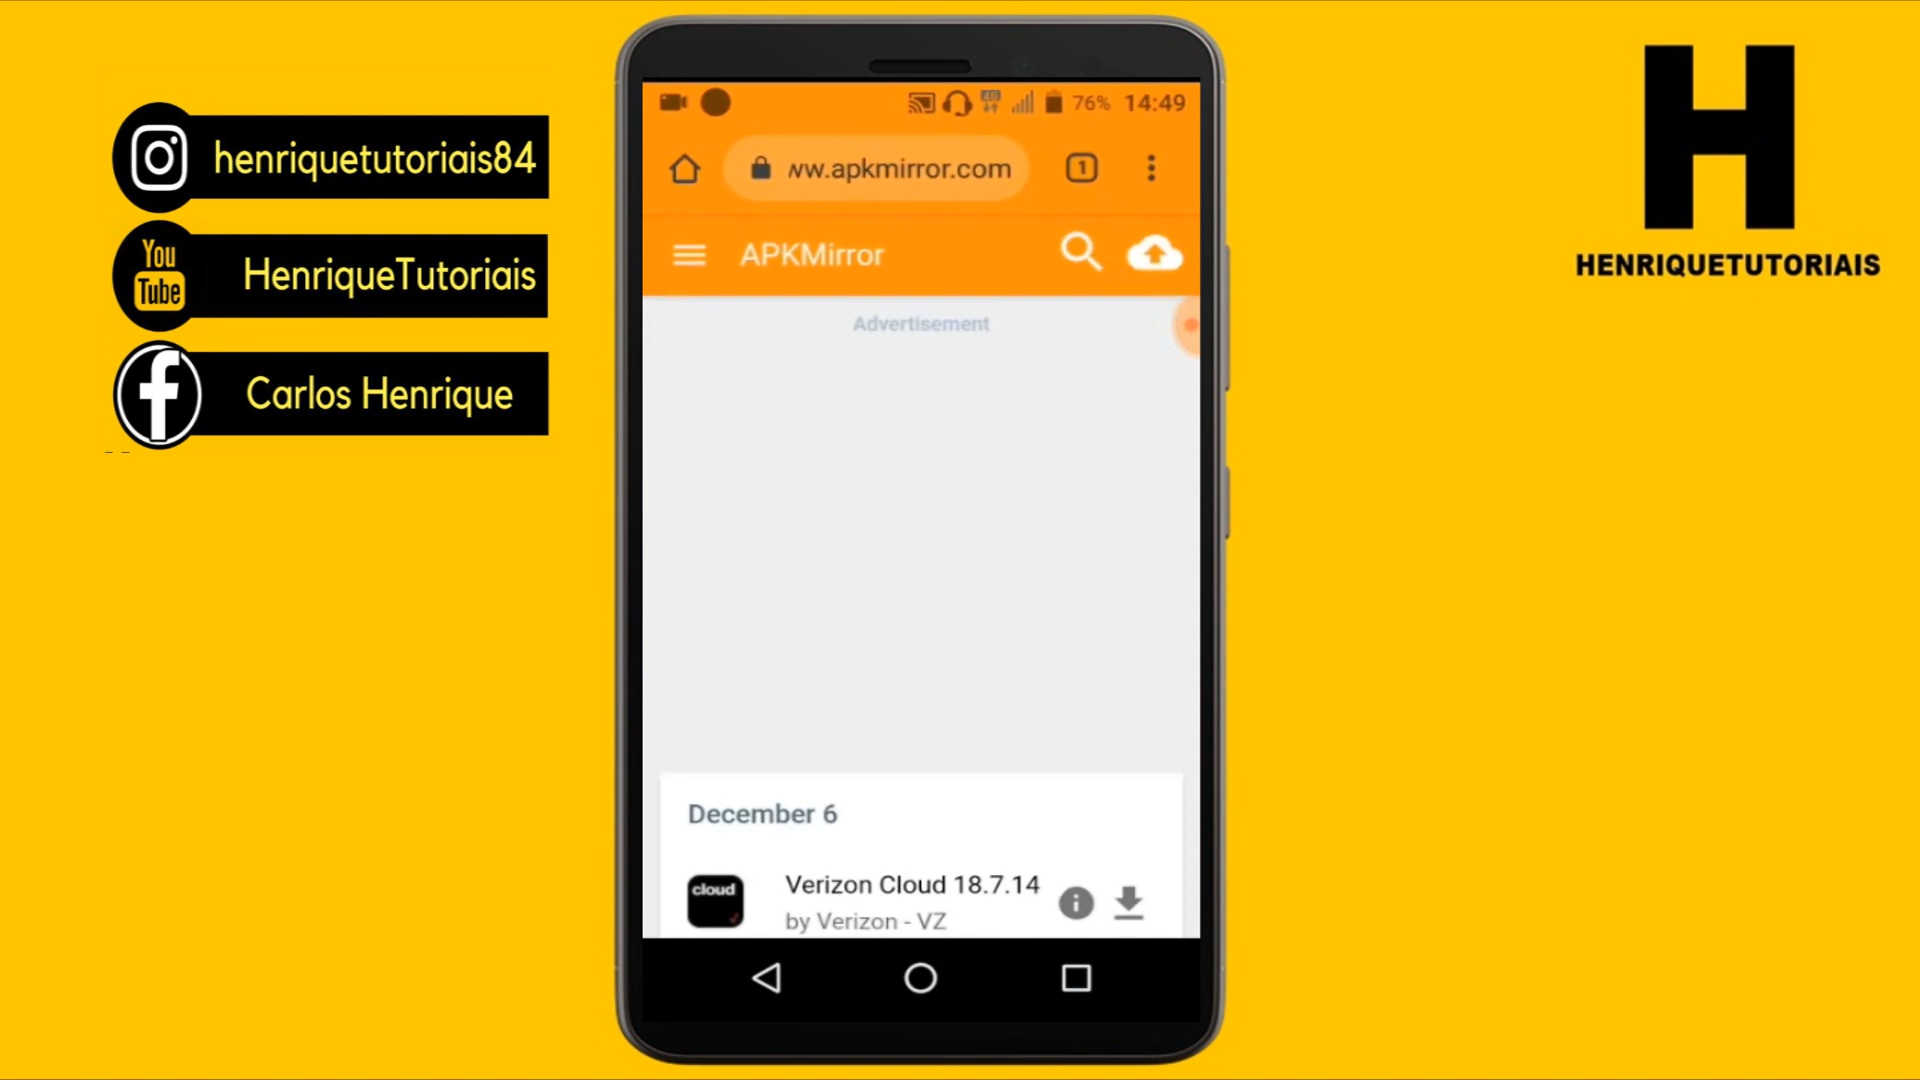 henriquetutoriais84
You
Tube
HenriqueTutoriais
f
Carlos Henrique
4G
76%
14:49
ww.apkmirror.com
1
APKMirror
Advertisement
December 6
cloud
Verizon Cloud 18.7.14
by Verizon - VZ
H
HENRIQUETUTORIAIS